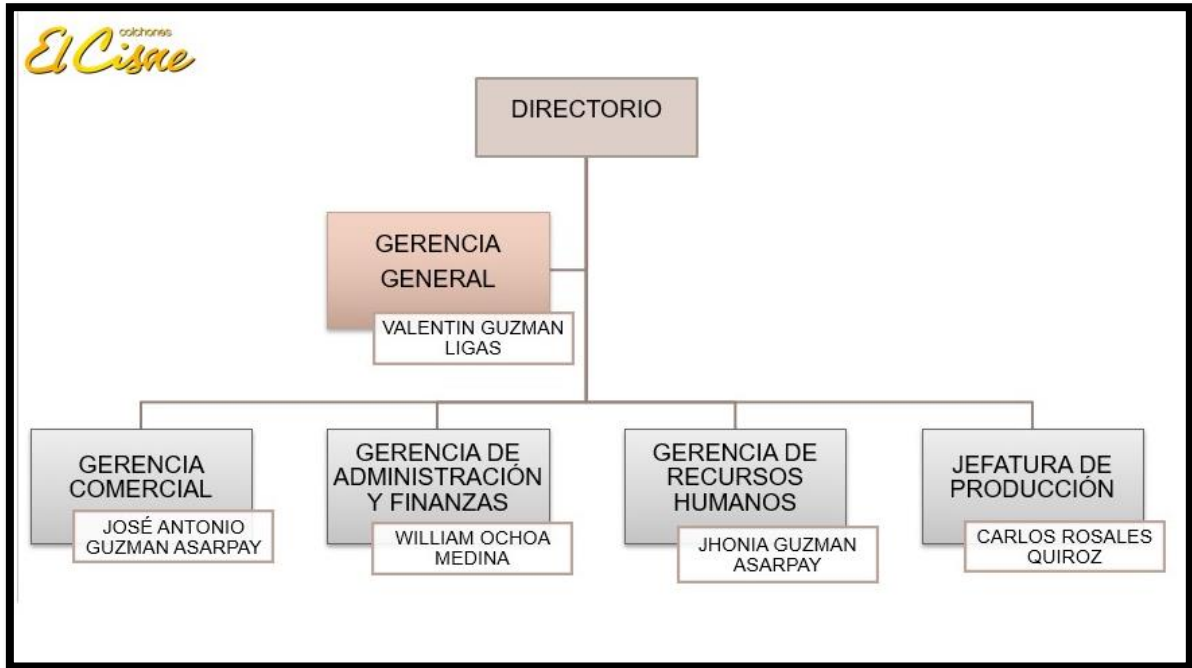 colchones
El Cisne
DIRECTORIO
GERENCIA
GENERAL
VALENTIN GUZMAN
LIGAS
GERENCIA
COMERCIAL
JOSÉ ANTONIO
GUZMAN ASARPAY
GERENCIA DE
ADMINISTRACIÓN
Y FINANZAS
WILLIAM OCHOA
MEDINA
GERENCIA DE
RECURSOS
HUMANOS
JHONIA GUZMAN
ASARPAY
JEFATURA DE
PRODUCCIÓN
CARLOS ROSALES
QUIROZ